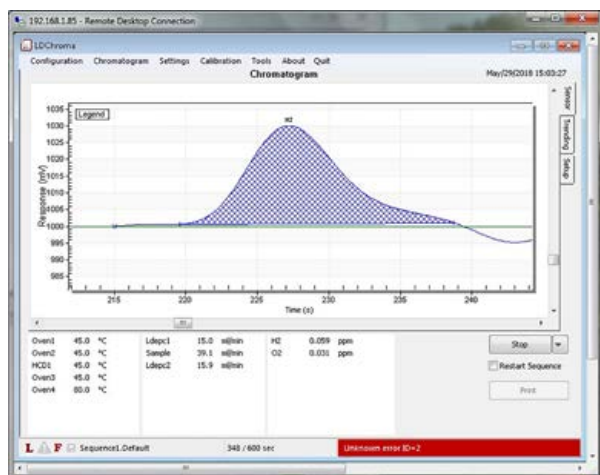 192.168.1.85 - Remote Desktop Connection
LDChroma
Configuration Chromatogram Settings Calibration Tools About Quit
Chromatogram
May/29/2018 15:03:27
Legend
H2
Response (mV)
1035
1030
1025
1020
1015
1010
1005
1000
995
990
985
215 220 225 230 235 240
Time (s)
Sensor
Trending
Setup
Oven1 45.0 °C Ldepc1 15.0 ml/min H2 0.059 ppm
Oven2 45.0 °C Sample 39.1 ml/min O2 0.031 ppm
HCD1 45.0 °C Ldepc2 15.9 ml/min
Oven3 45.0 °C
Oven4 80.0 °C
Stop
Restart Sequence
Print
L F Sequence1.Default 348 / 600 sec Unknown error ID=2